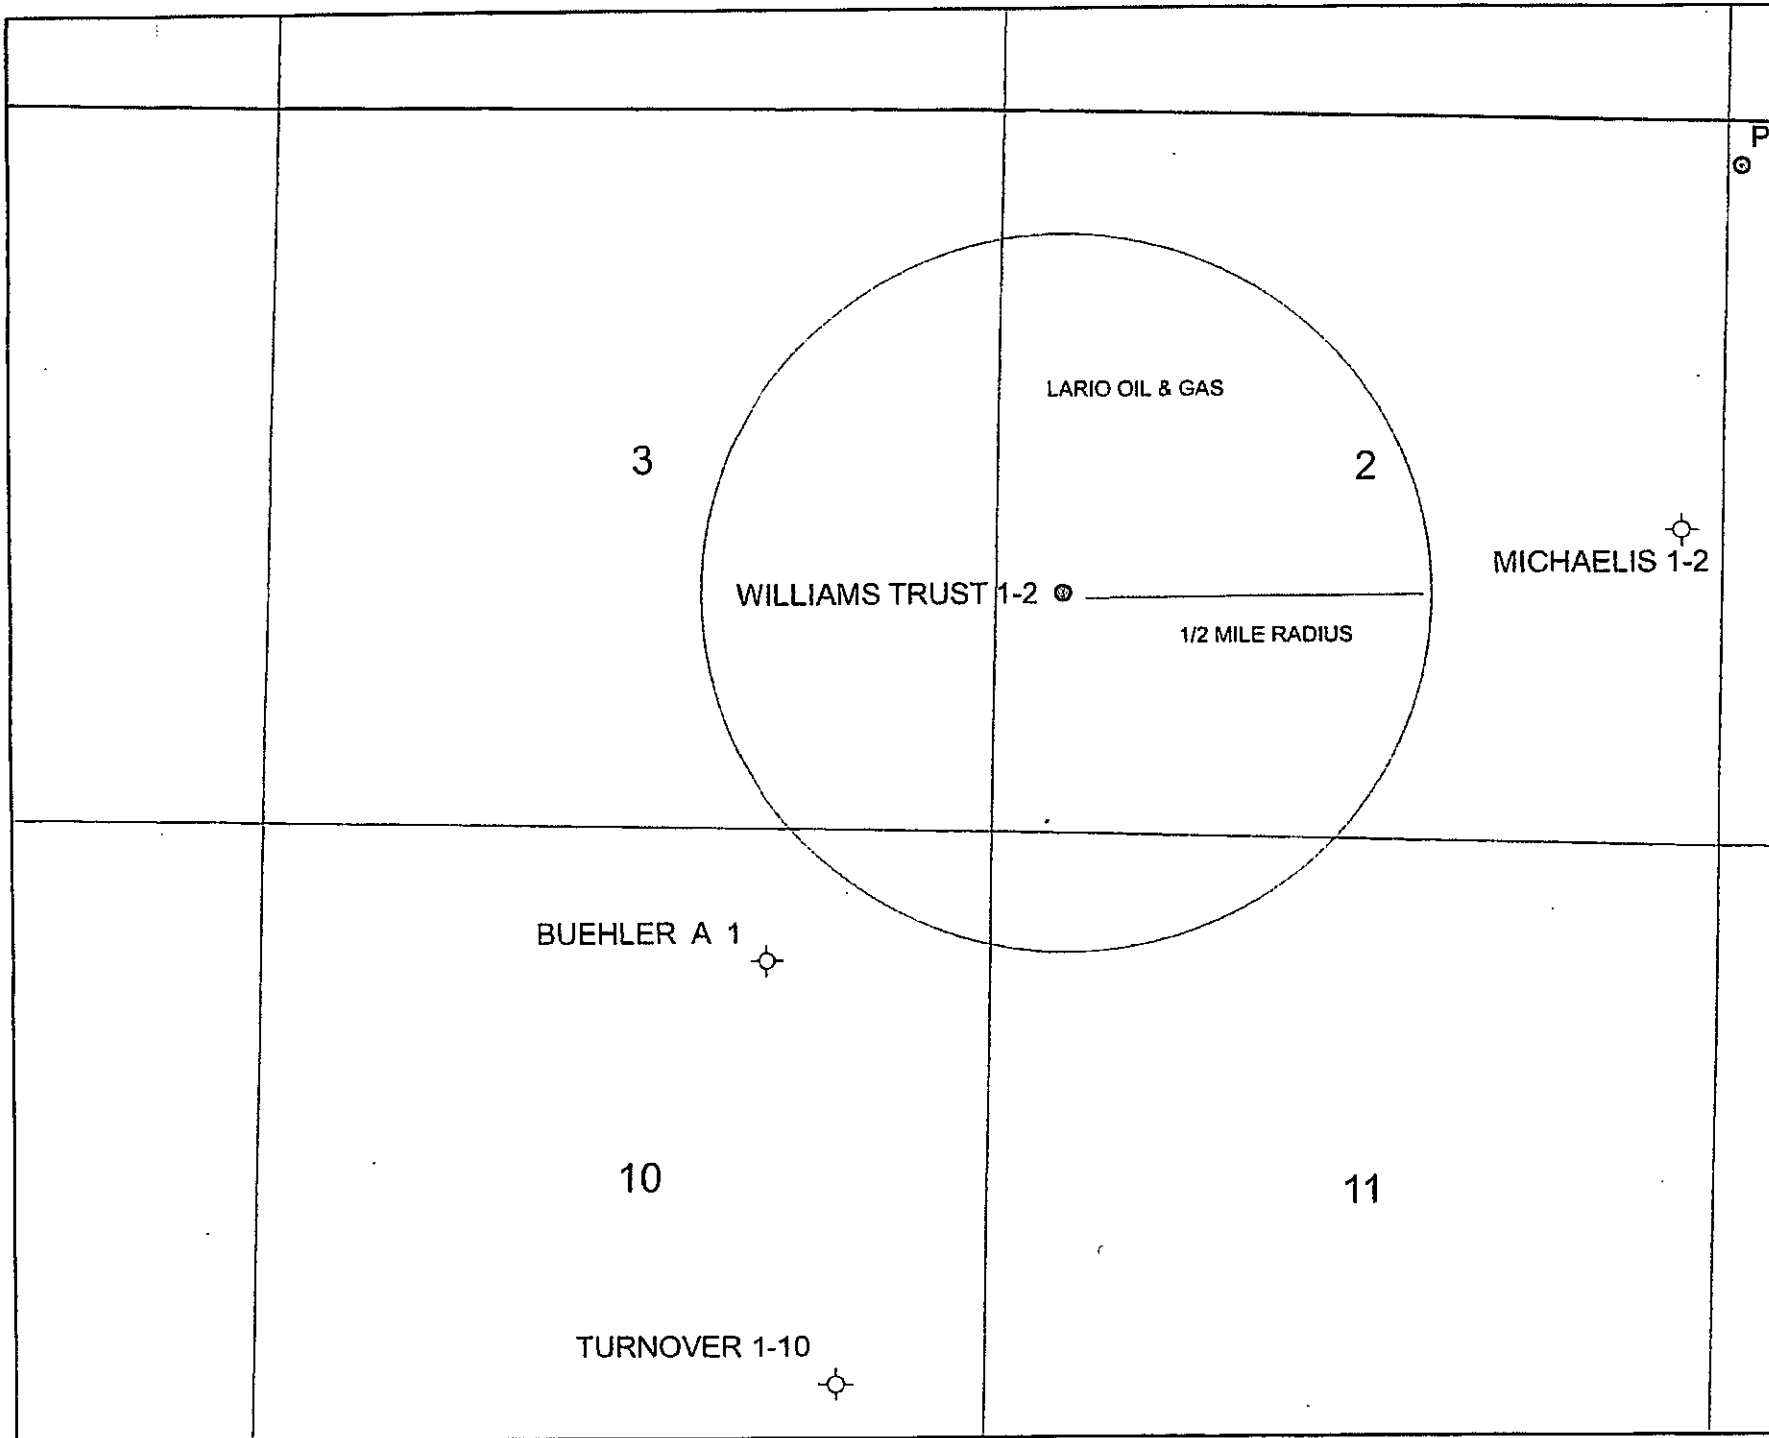 P
LARIO OIL & GAS
3
2
MICHAELIS 1-2
WILLIAMS TRUST 1-2
1/2 MILE RADIUS
BUEHLER A 1
10
11
TURNOVER 1-10